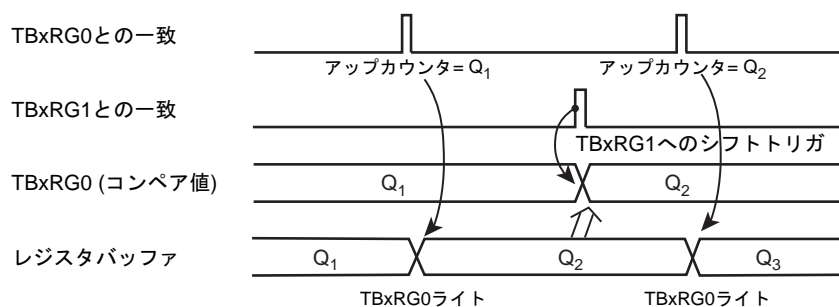 TBxRG0との一致
アップカウンタ= Q1
アップカウンタ= Q2
TBxRG1との一致
TBxRG1へのシフトトリガ
TBxRG0 (コンペア値)
Q1
Q2
レジスタバッファ
Q1
Q2
Q3
TBxRG0ライト
TBxRG0ライト